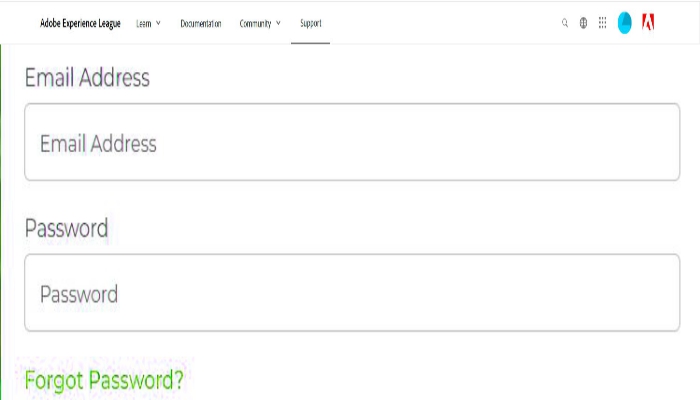 Adobe Experience League Learn Documentation Community Support
Email Address
Email Address
Password
Password
Forgot Password?